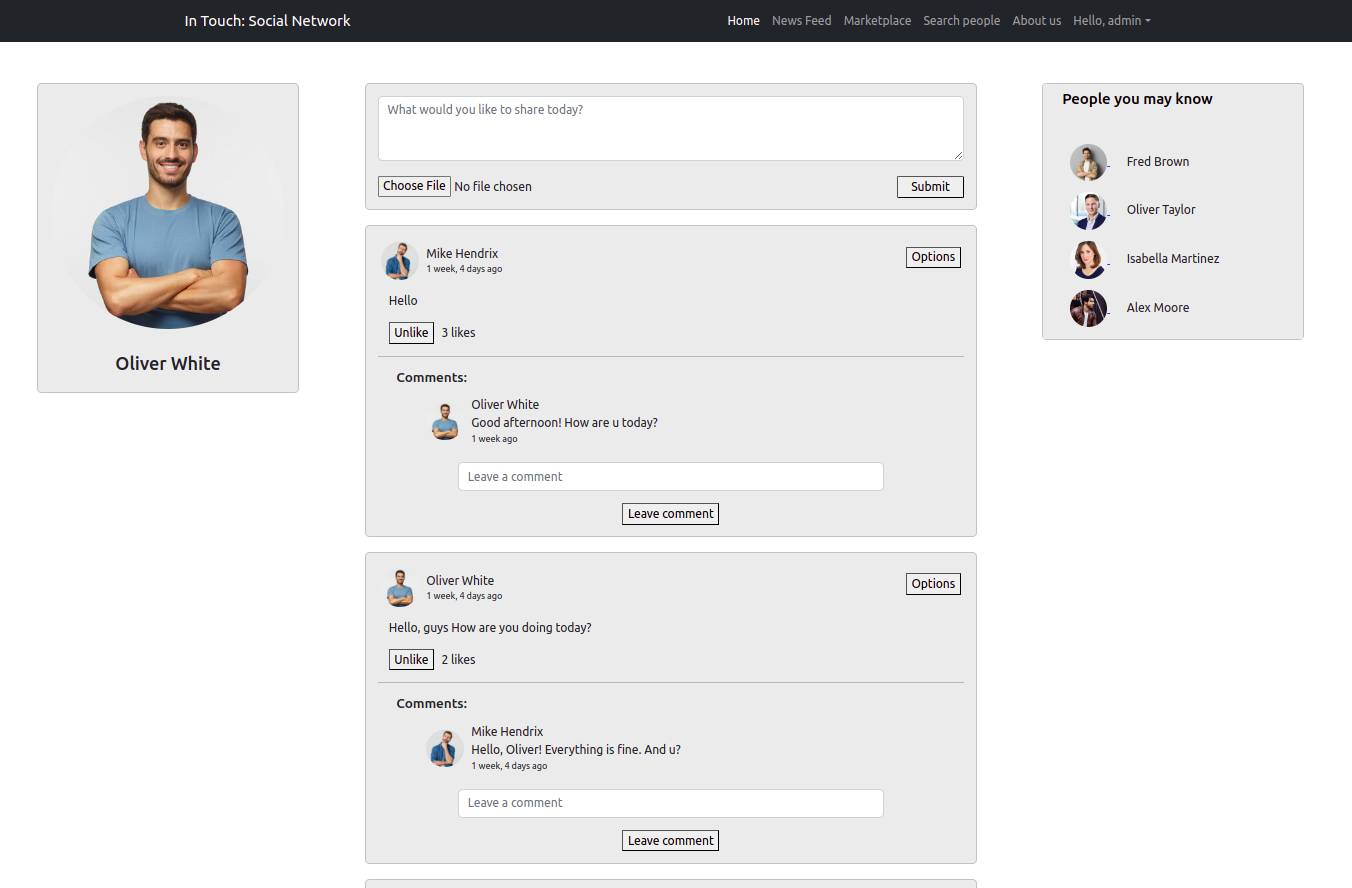 In Touch: Social Network
Home News Feed Marketplace Search people About us Hello, admin
Oliver White
What would you like to share today?
Choose File No file chosen
Submit
Mike Hendrix
1 week, 4 days ago
Options
Hello
Unlike 3 likes
Comments:
Oliver White
Good afternoon! How are u today?
1 week ago
Leave a comment
Leave comment
Oliver White
1 week, 4 days ago
Options
Hello, guys How are you doing today?
Unlike 2 likes
Comments:
Mike Hendrix
Hello, Oliver! Everything is fine. And u?
1 week, 4 days ago
Leave a comment
Leave comment
People you may know
Fred Brown
Oliver Taylor
Isabella Martinez
Alex Moore